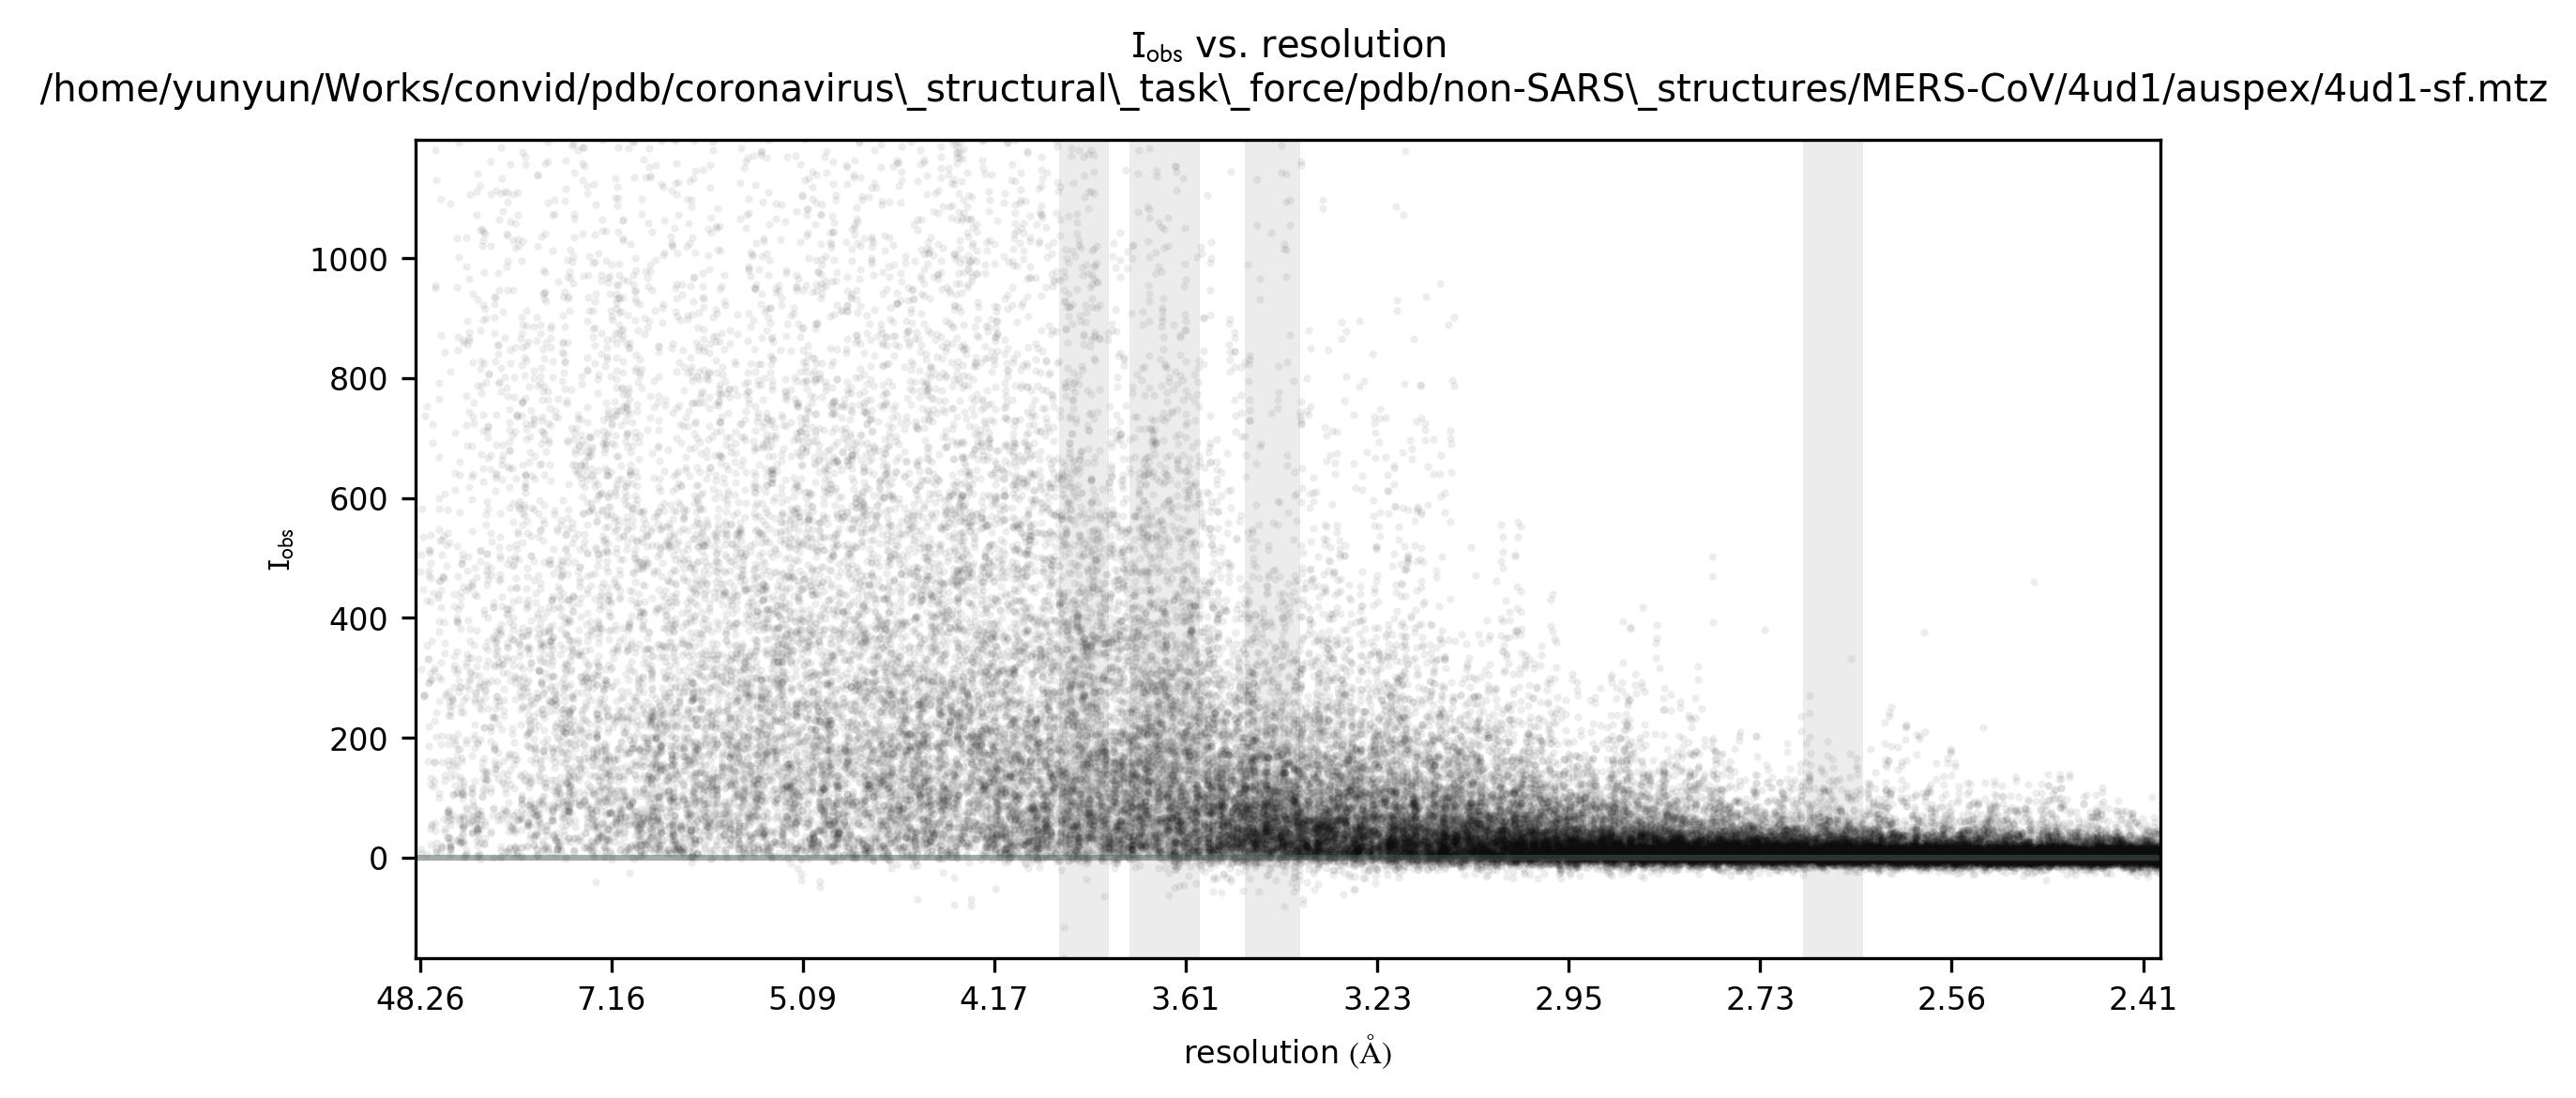 I_obs vs. resolution
/home/yunyun/Works/convid/pdb/coronavirus\_structural\_task\_force/pdb/non-SARS\_structures/MERS-CoV/4ud1/auspex/4ud1-sf.mtz
1000
800
600
400
200
0
I_obs
48.26 7.16 5.09 4.17 3.61 3.23 2.95 2.73 2.56 2.41
resolution (Å)